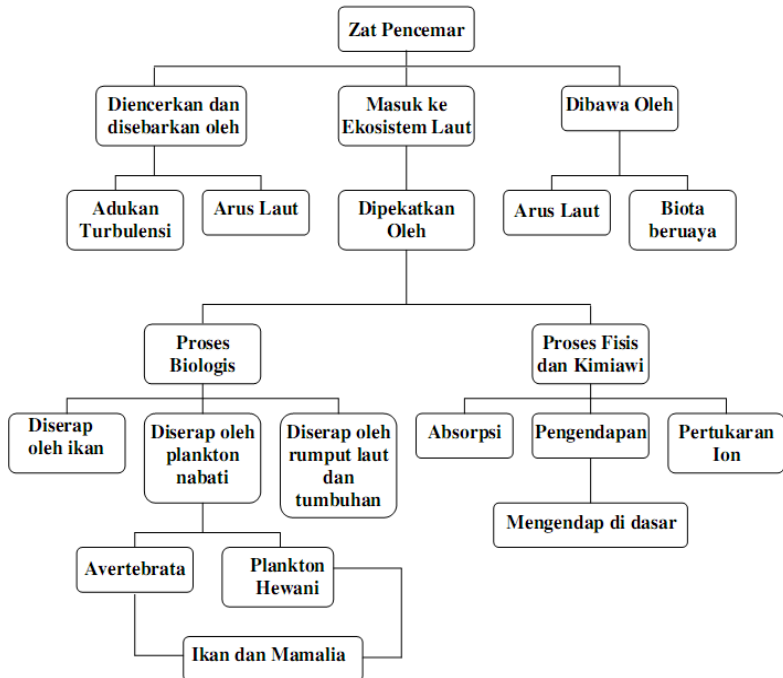 Zat Pencemar
Diencerkan dan
disebarkan oleh
Masuk ke
Ekosistem Laut
Dibawa Oleh
Adukan
Turbulensi
Arus Laut
Dipekatkan
Oleh
Arus Laut
Biota
beruaya
Proses
Biologis
Proses Fisis
dan Kimiawi
Diserap
oleh ikan
Diserap oleh
plankton
nabati
Diserap oleh
rumput laut
dan
tumbuhan
Absorpsi
Pengendapan
Pertukaran
Ion
Mengendap di dasar
Avertebrata
Plankton
Hewani
Ikan dan Mamalia